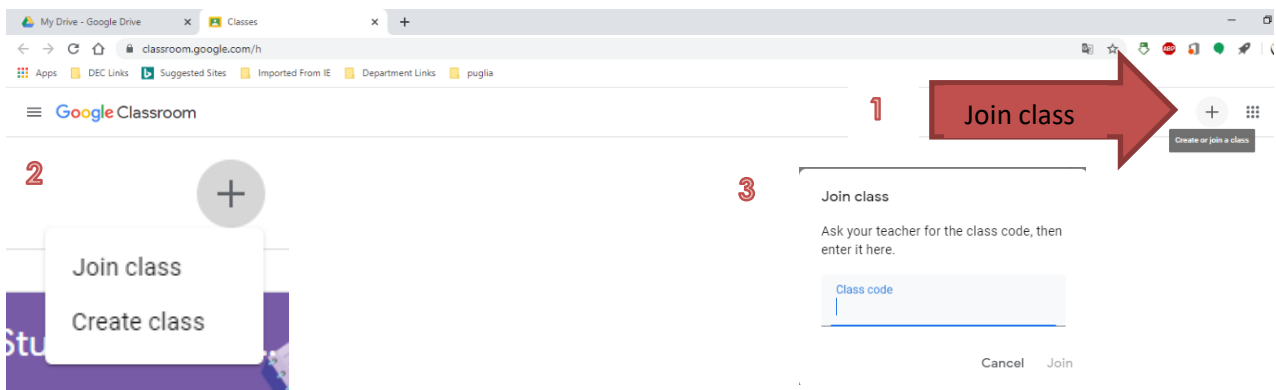 My Drive - Google Drive
Classes
classroom.google.com/h
Apps
DEC Links
Suggested Sites
Imported From IE
Department Links
puglia
ABP
Google Classroom
1
Join class
Create or join a class
2
Join class
Create class
Stu
3
Join class
Ask your teacher for the class code, then
enter it here.
Class code
Cancel Join